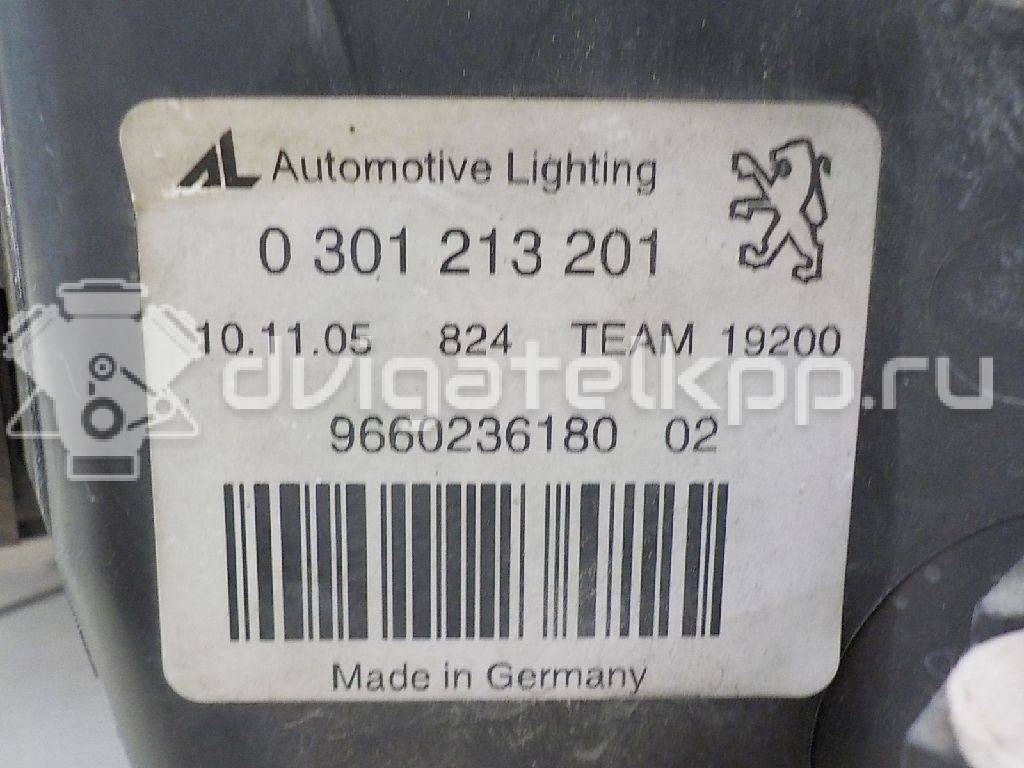 AL Automotive Lighting
0 301 213 201
10.11.05 824 TEAM 19200
dvigatelkpp.ru
9660236180 02
Made in Germany